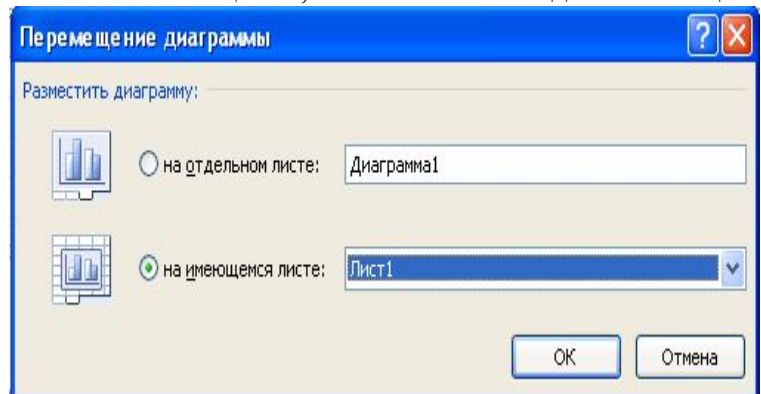 Перемещение диаграммы
Разместить диаграмму:
на отдельном листе: Диаграмма1
на имеющемся листе: Лист1
ОК Отмена